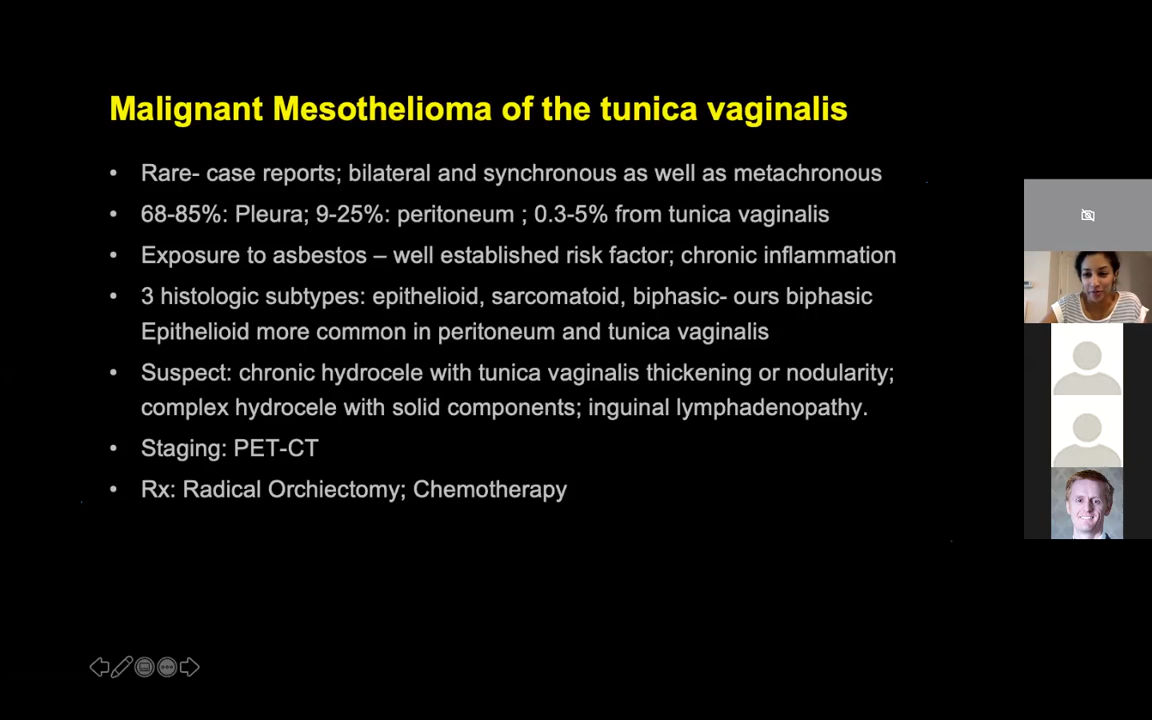 Malignant Mesothelioma of the tunica vaginalis
• Rare- case reports; bilateral and synchronous as well as metachronous
• 68-85%: Pleura; 9-25%: peritoneum ; 0.3-5% from tunica vaginalis
• Exposure to asbestos – well established risk factor; chronic inflammation
• 3 histologic subtypes: epithelioid, sarcomatoid, biphasic- ours biphasic
Epithelioid more common in peritoneum and tunica vaginalis
• Suspect: chronic hydrocele with tunica vaginalis thickening or nodularity;
complex hydrocele with solid components; inguinal lymphadenopathy.
• Staging: PET-CT
• Rx: Radical Orchiectomy; Chemotherapy